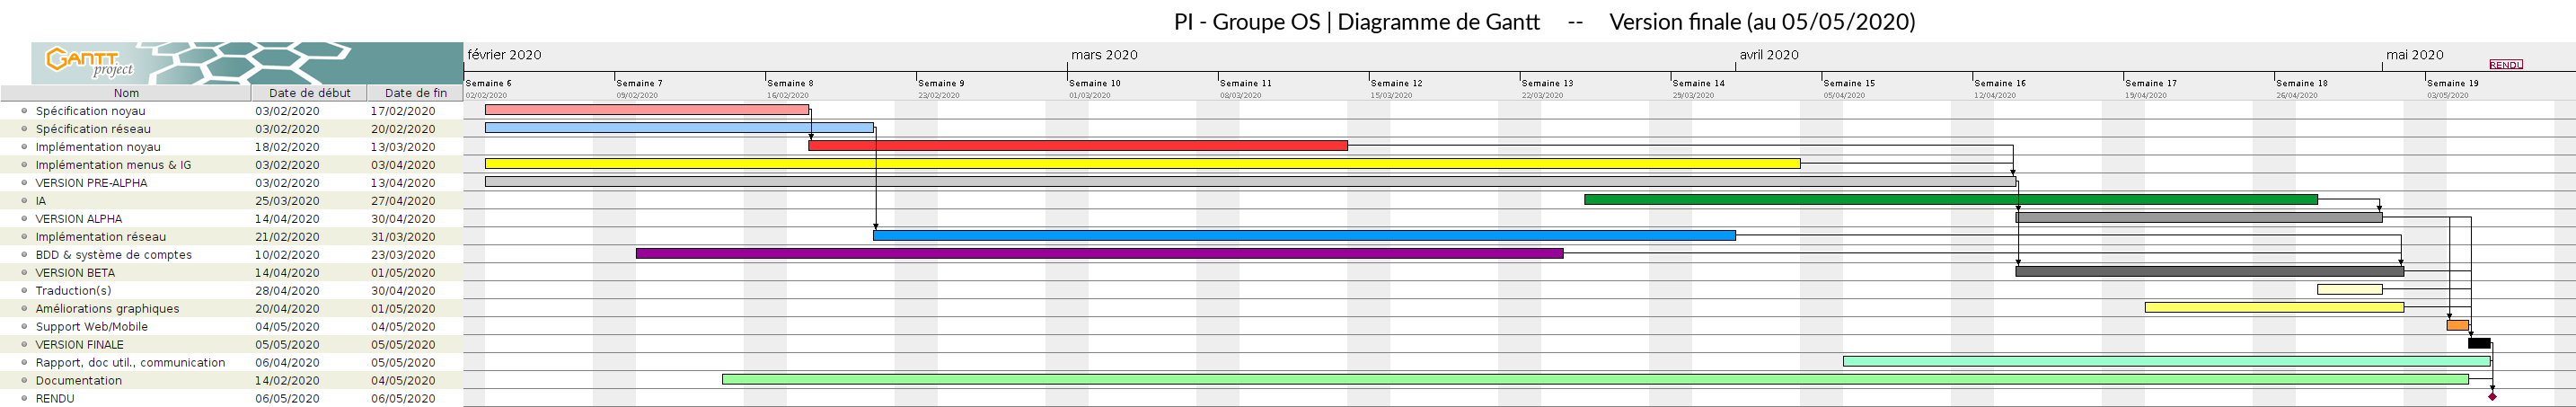 PI - Groupe OS | Diagramme de Gantt -- Version finale (au 05/05/2020)
GANTT project
février 2020 mars 2020 avril 2020 mai 2020
RENDU
Semaine 6 Semaine 7 Semaine 8 Semaine 9 Semaine 10 Semaine 11 Semaine 12 Semaine 13 Semaine 14 Semaine 15 Semaine 16 Semaine 17 Semaine 18 Semaine 19
02/02/2020 09/02/2020 16/02/2020 23/02/2020 01/03/2020 08/03/2020 15/03/2020 22/03/2020 29/03/2020 05/04/2020 12/04/2020 19/04/2020 26/04/2020 03/05/2020
Nom Date de début Date de fin
Spécification noyau 03/02/2020 17/02/2020
Spécification réseau 03/02/2020 20/02/2020
Implémentation noyau 18/02/2020 13/03/2020
Implémentation menus & IG 03/02/2020 03/04/2020
VERSION PRE-ALPHA 03/02/2020 13/04/2020
IA 25/03/2020 27/04/2020
VERSION ALPHA 14/04/2020 30/04/2020
Implémentation réseau 21/02/2020 31/03/2020
BDD & système de comptes 10/02/2020 23/03/2020
VERSION BETA 14/04/2020 01/05/2020
Traduction(s) 28/04/2020 30/04/2020
Améliorations graphiques 20/04/2020 01/05/2020
Support Web/Mobile 04/05/2020 04/05/2020
VERSION FINALE 05/05/2020 05/05/2020
Rapport, doc util., communication 06/04/2020 05/05/2020
Documentation 14/02/2020 04/05/2020
RENDU 06/05/2020 06/05/2020